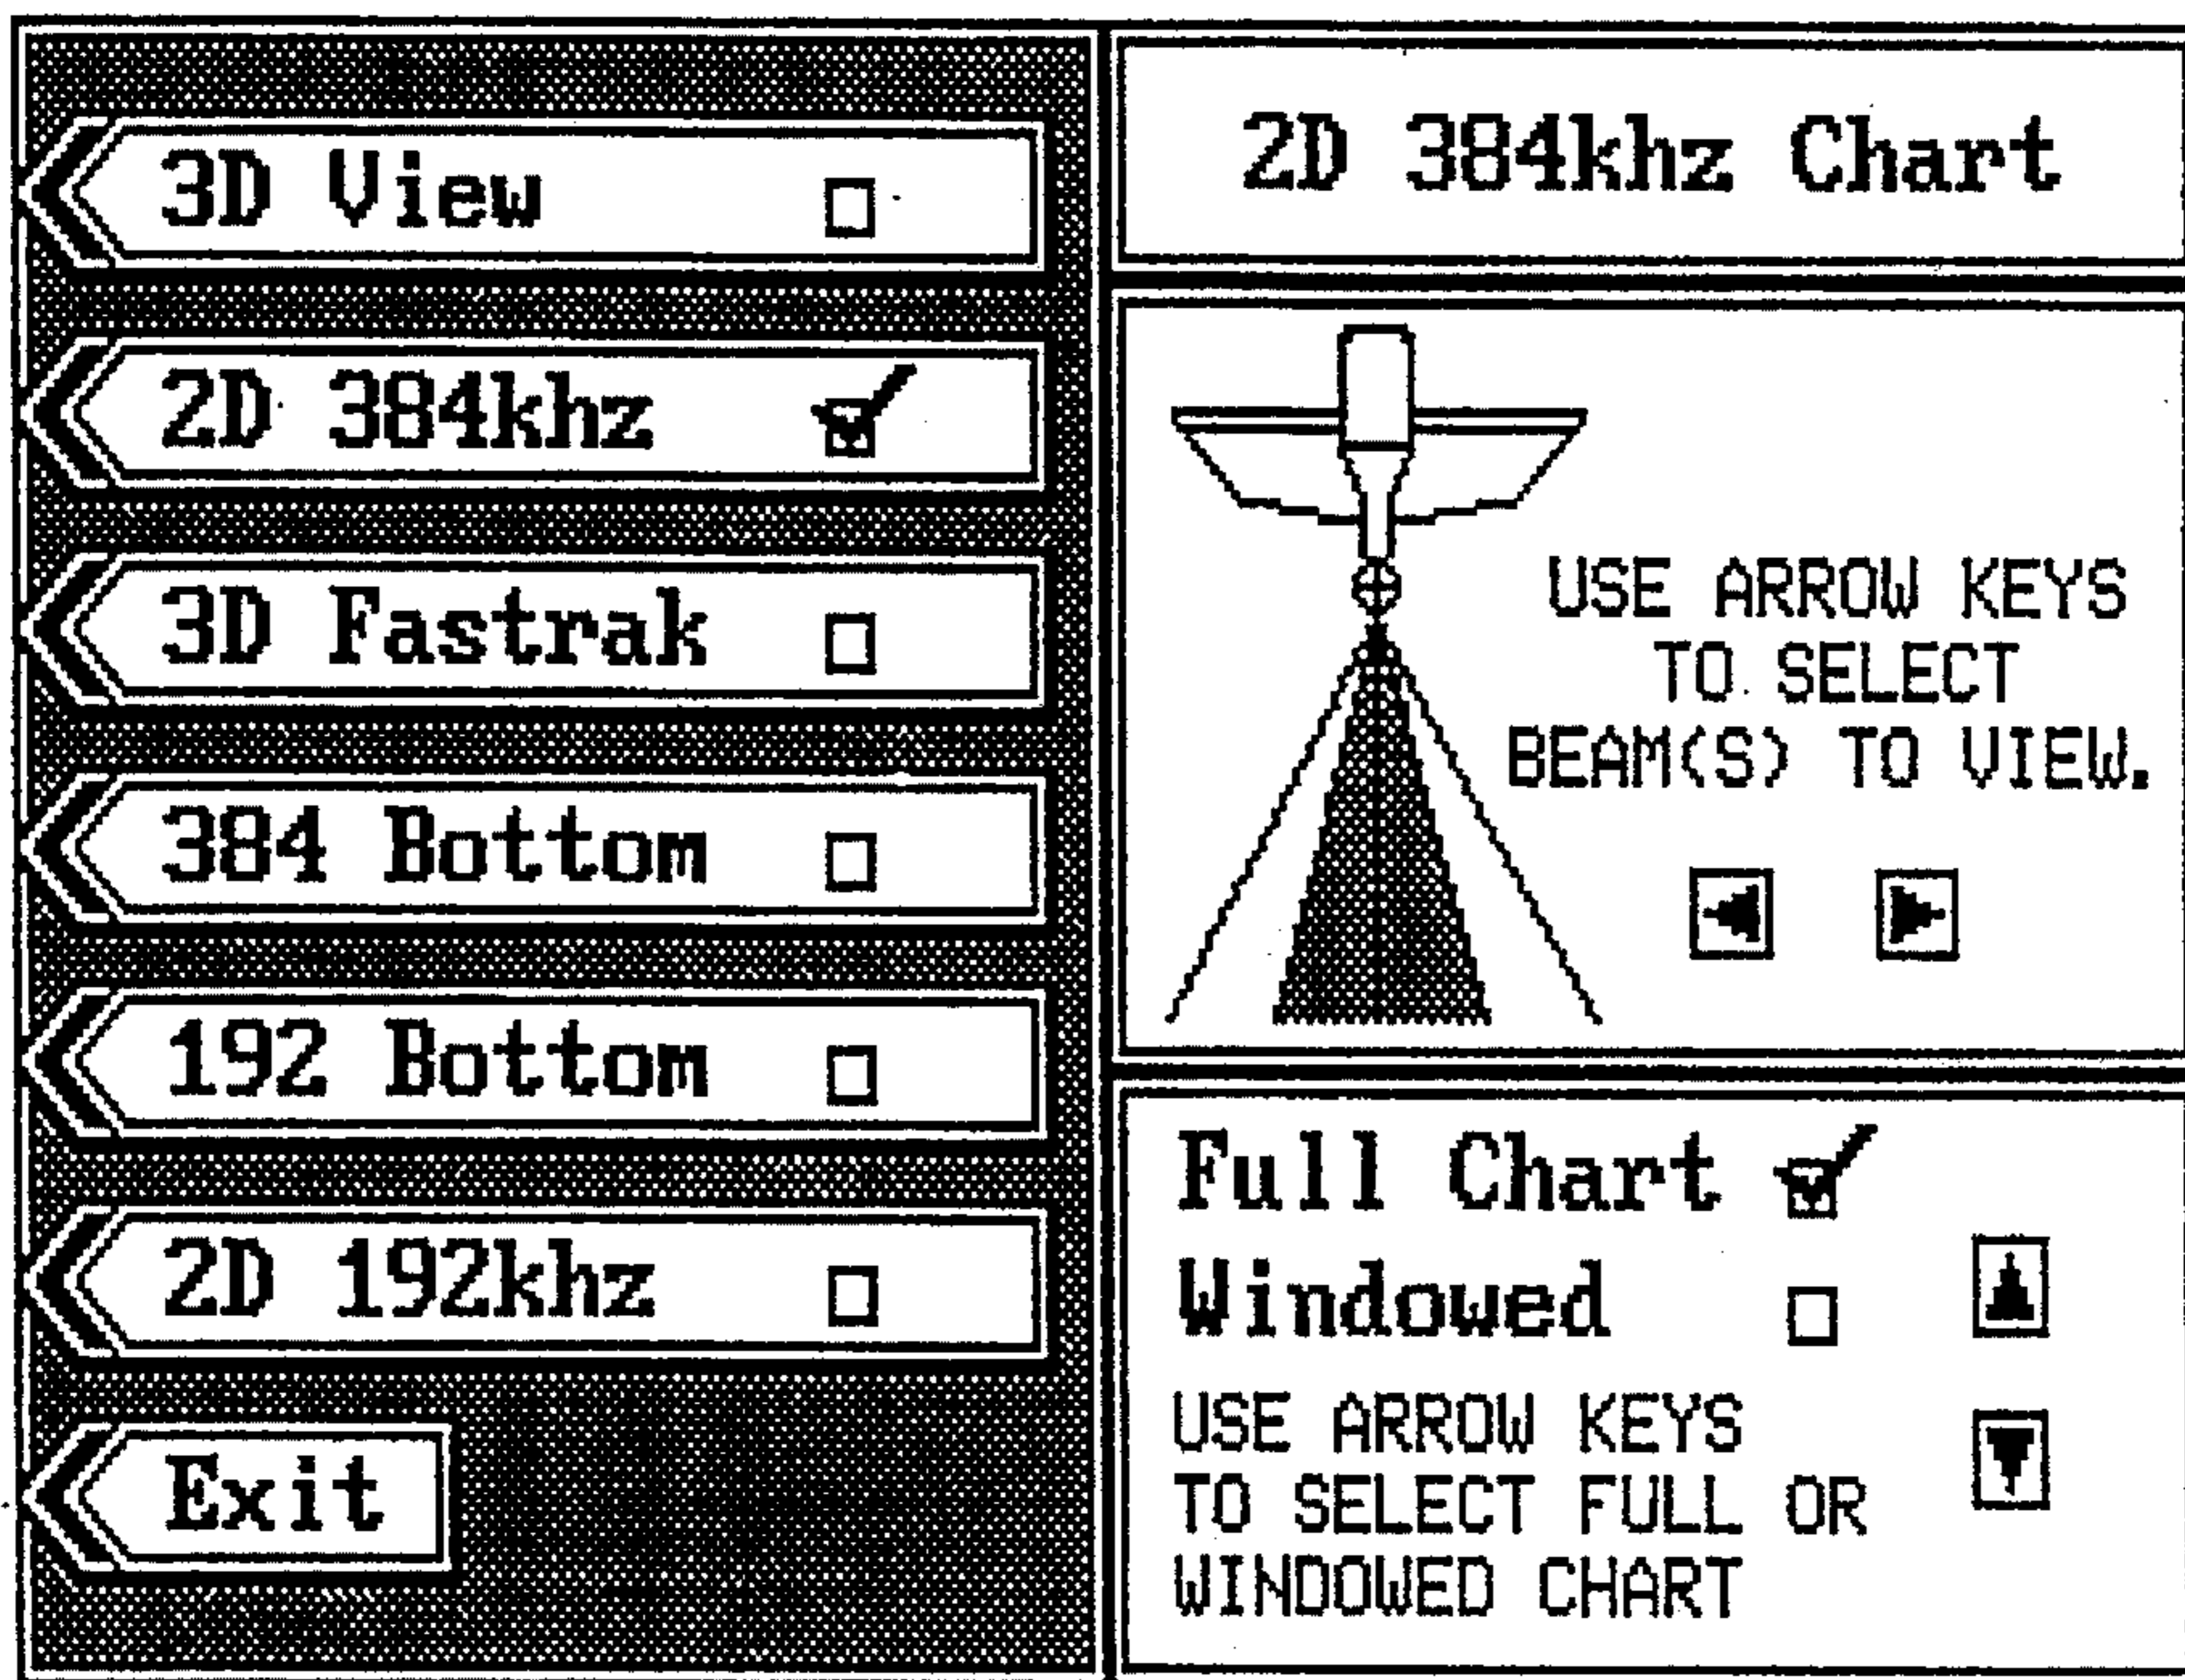 3D View
2D 384khz
3D Fastrak
384 Bottom
192 Bottom
2D 192khz
Exit
2D 384khz Chart
USE ARROW KEYS
TO SELECT
BEAM(S) TO VIEW.
Full Chart
Windowed
USE ARROW KEYS
TO SELECT FULL OR
WINDOWED CHART